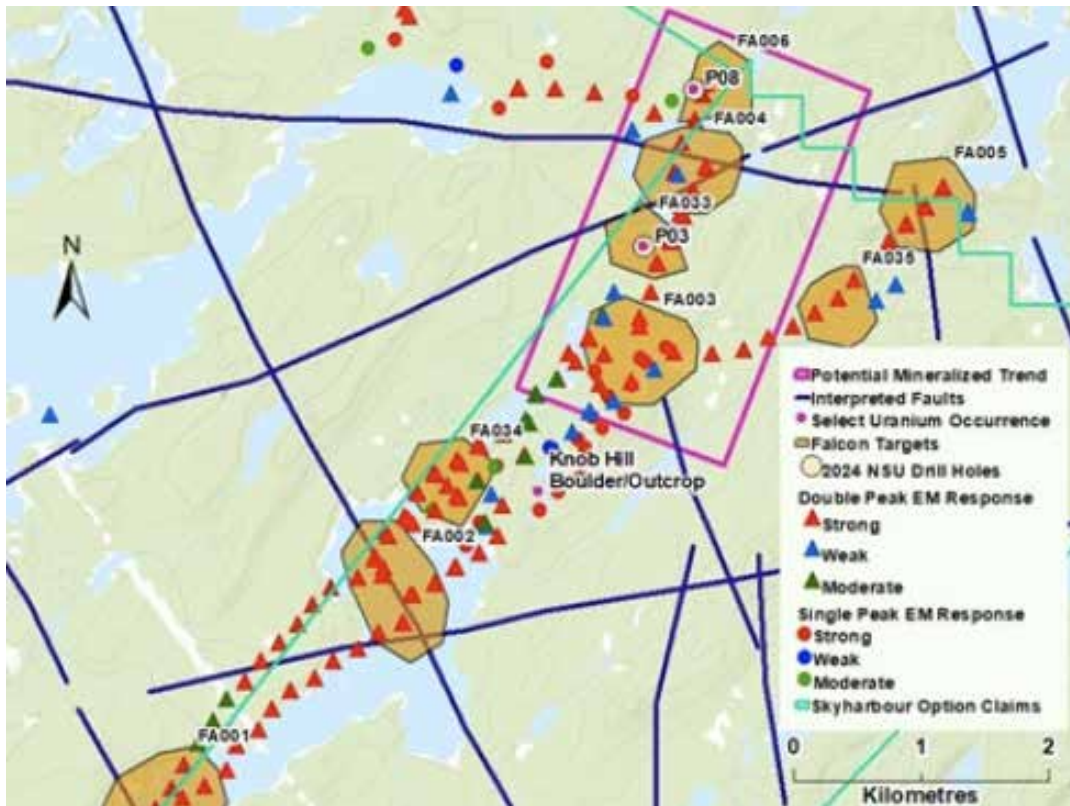 FA006
P08
FA004
FA005
FA033
N
P03
FA035
FA003
Potential Mineralized Trend
Interpreted Faults
Select Uranium Occurrence
FA034
Falcon Targets
Knob Hill
Boulder/Outcrop
2024 NSU Drill Holes
Double Peak EM Response
Strong
FA002
Weak
Moderate
Single Peak EM Response
Strong
Weak
Moderate
Skyharbour Option Claims
FA001
0 1 2
Kilometres